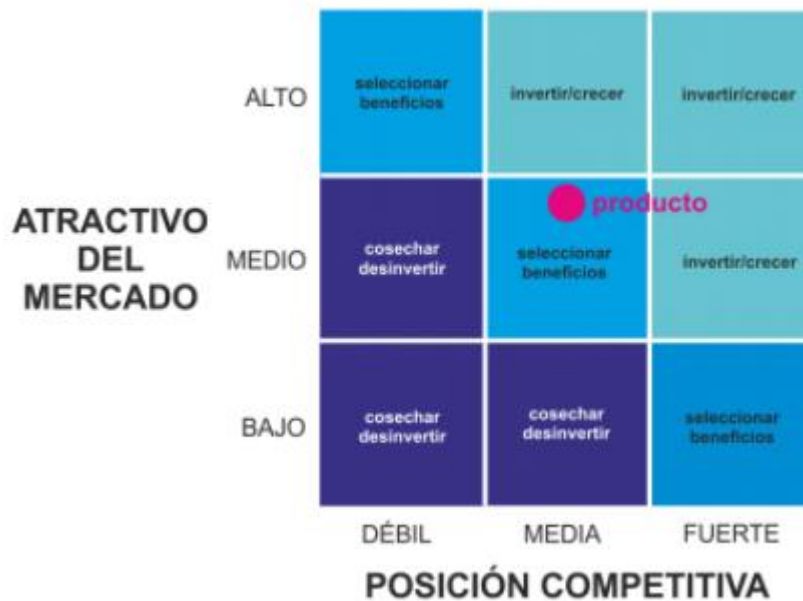 ALTO
seleccionar
beneficios
invertir/crecer
invertir/crecer
ATRACTIVO
DEL
MERCADO
MEDIO
cosechar
desinvertir
producto
seleccionar
beneficios
invertir/crecer
BAJO
cosechar
desinvertir
cosechar
desinvertir
seleccionar
beneficios
DÉBIL
MEDIA
FUERTE
POSICIÓN COMPETITIVA